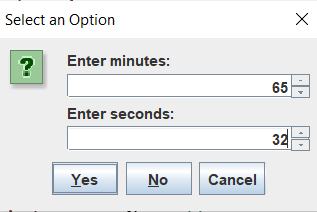 Select an Option
?
Enter minutes:
65
Enter seconds:
32
Yes No Cancel